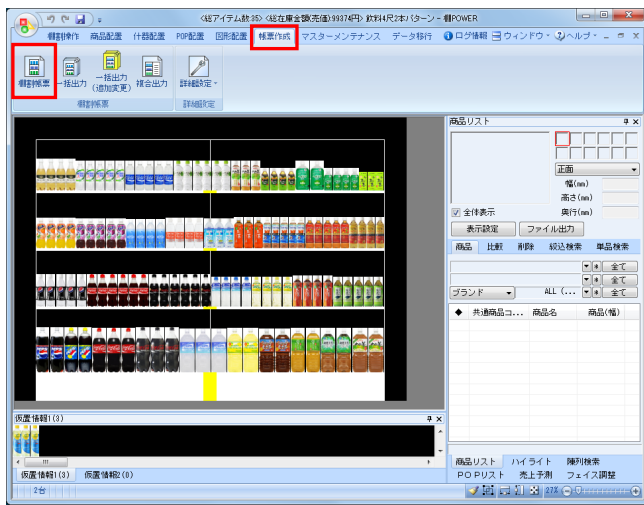 <総アイテム数:35> <総在庫金額(売価):99374円> 飲料4尺2本パターン - 棚POWER
棚割操作 商品配置 什器配置 POP配置 図形配置 帳票作成 マスターメンテナンス データ移行 ログ情報 ウィンドウ ヘルプ
棚割帳票 一括出力 一括出力（追加変更） 複合出力 詳細設定
棚割帳票 詳細設定
商品リスト
正面
幅(mm)
高さ(mm)
全体表示 奥行(mm)
表示設定 ファイル出力
商品 比較 削除 絞込検索 単品検索
* 全て
* 全て
ブランド ALL (... * 全て
◆ 共通商品コ... 商品名 商品(幅)
仮置情報1(3)
仮置情報1(3) 仮置情報2(0)
商品リスト ハイライト 陳列検索
ＰＯＰリスト 売上予測 フェイス調整
2台 27%